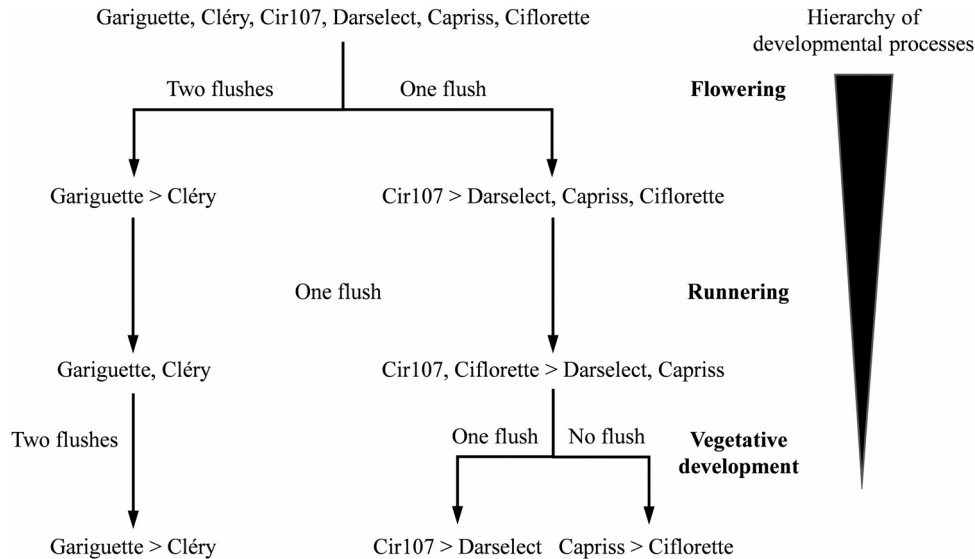 Gariguette, Cléry, Cir107, Darselect, Capriss, Ciflorette
Hierarchy of
developmental processes
Two flushes
One flush
Flowering
Gariguette > Cléry
Cir107 > Darselect, Capriss, Ciflorette
One flush
Runnering
Gariguette, Cléry
Cir107, Ciflorette > Darselect, Capriss
Two flushes
One flush
No flush
Vegetative
development
Gariguette > Cléry
Cir107 > Darselect
Capriss > Ciflorette